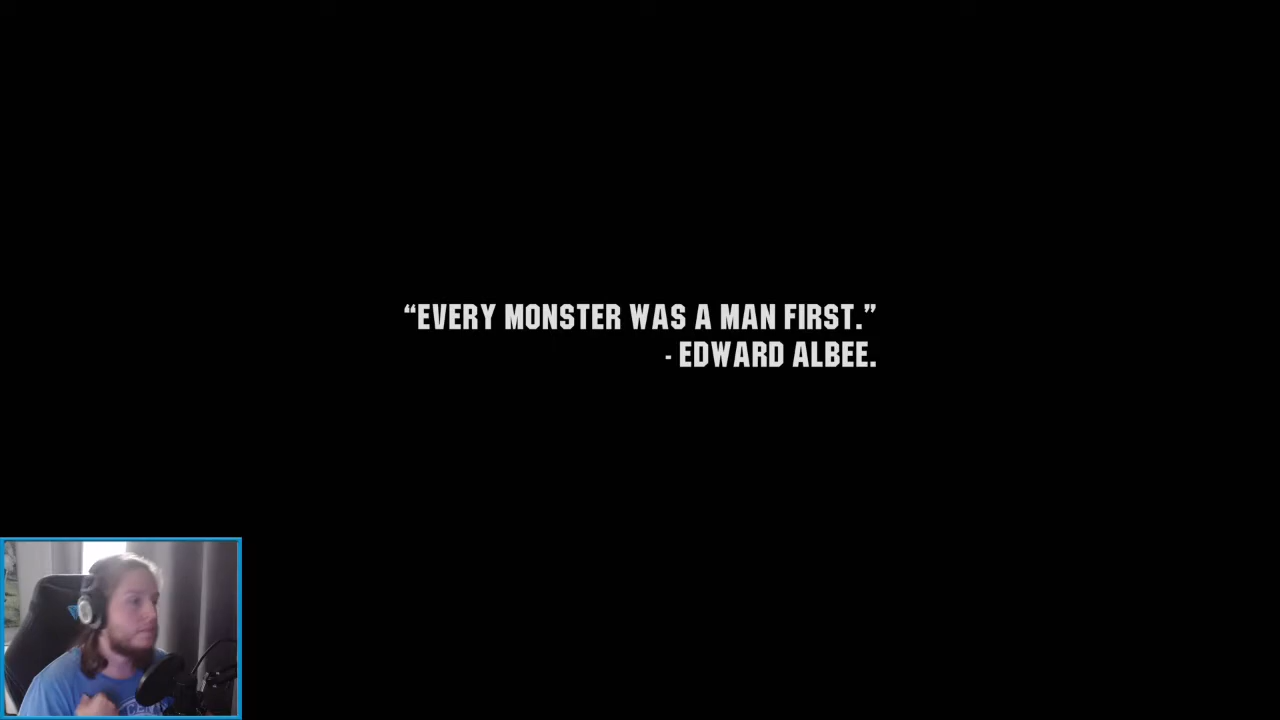 “EVERY MONSTER WAS A MAN FIRST.”
- EDWARD ALBEE.